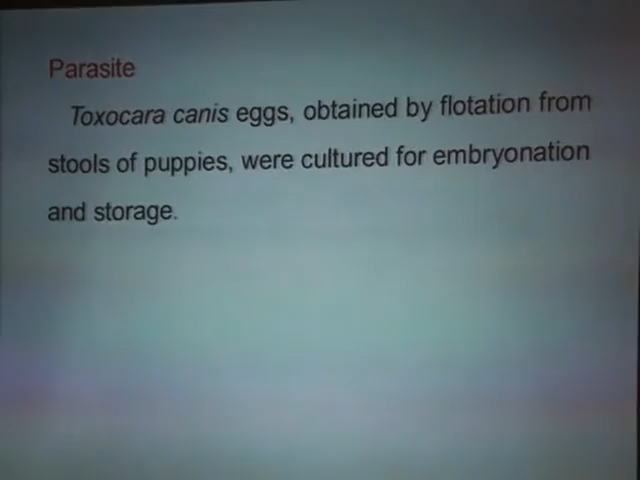 Parasite
Toxocara canis eggs, obtained by flotation from
stools of puppies, were cultured for embryonation
and storage.